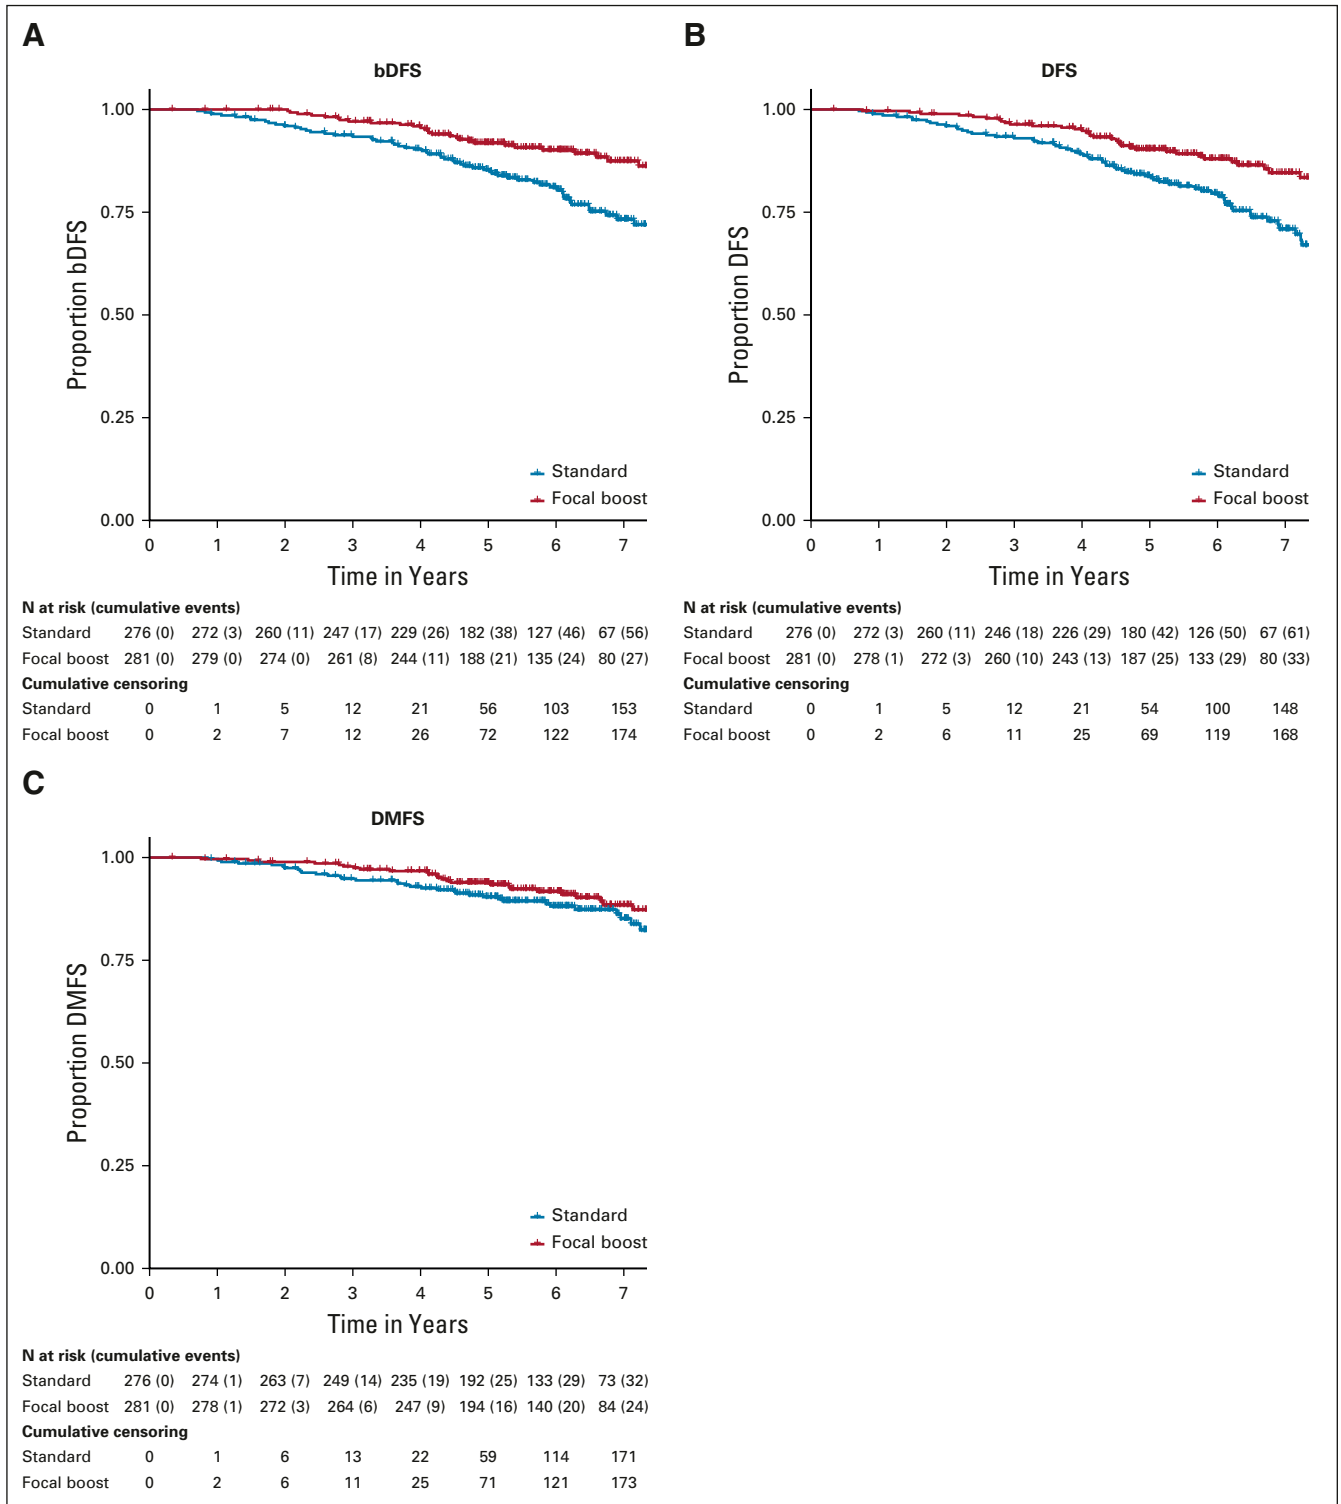 A
bDFS
Proportion bDFS
1.00
0.75
0.50
0.25
0.00
Standard
Focal boost
0 1 2 3 4 5 6 7
Time in Years
N at risk (cumulative events)
Standard 276 (0) 272 (3) 260 (11) 247 (17) 229 (26) 182 (38) 127 (46) 67 (56)
Focal boost 281 (0) 279 (0) 274 (0) 261 (8) 244 (11) 188 (21) 135 (24) 80 (27)
Cumulative censoring
Standard 0 1 5 12 21 56 103 153
Focal boost 0 2 7 12 26 72 122 174
B
DFS
Proportion DFS
1.00
0.75
0.50
0.25
0.00
Standard
Focal boost
0 1 2 3 4 5 6 7
Time in Years
N at risk (cumulative events)
Standard 276 (0) 272 (3) 260 (11) 246 (18) 226 (29) 180 (42) 126 (50) 67 (61)
Focal boost 281 (0) 278 (1) 272 (3) 260 (10) 243 (13) 187 (25) 133 (29) 80 (33)
Cumulative censoring
Standard 0 1 5 12 21 54 100 148
Focal boost 0 2 6 11 25 69 119 168
C
DMFS
Proportion DMFS
1.00
0.75
0.50
0.25
0.00
Standard
Focal boost
0 1 2 3 4 5 6 7
Time in Years
N at risk (cumulative events)
Standard 276 (0) 274 (1) 263 (7) 249 (14) 235 (19) 192 (25) 133 (29) 73 (32)
Focal boost 281 (0) 278 (1) 272 (3) 264 (6) 247 (9) 194 (16) 140 (20) 84 (24)
Cumulative censoring
Standard 0 1 6 13 22 59 114 171
Focal boost 0 2 6 11 25 71 121 173